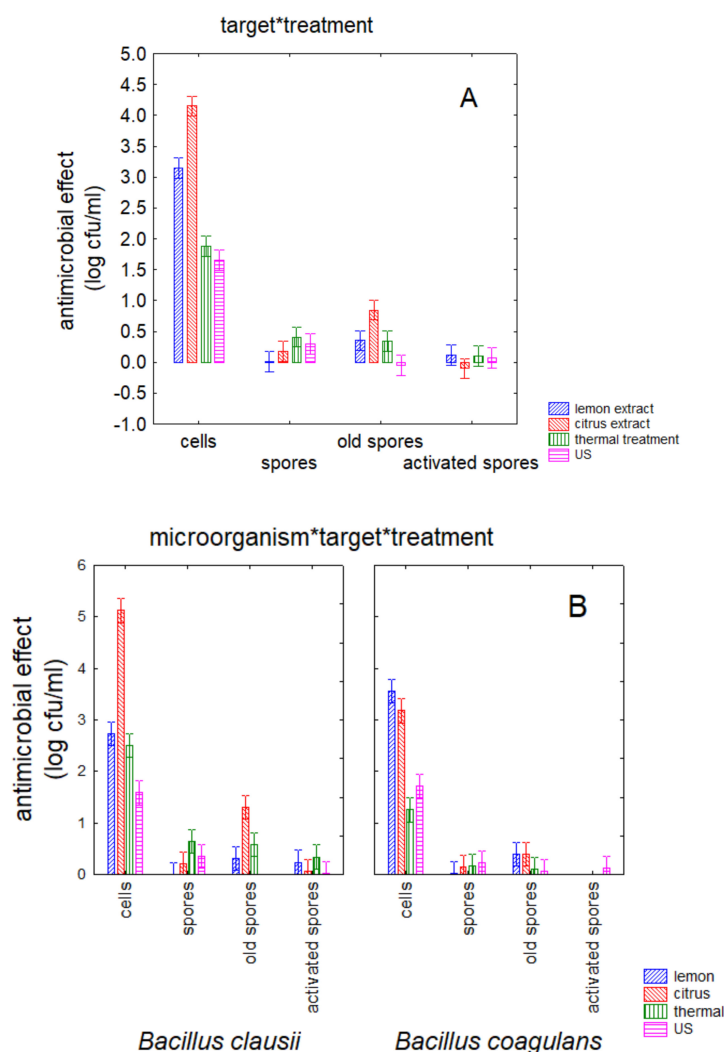 target*treatment
A
5.0
4.5
4.0
3.5
3.0
2.5
2.0
1.5
1.0
0.5
0.0
-0.5
-1.0
antimicrobial effect
(log cfu/ml)
cells
spores
old spores
activated spores
lemon extract
citrus extract
thermal treatment
US
microorganism*target*treatment
B
6
5
4
3
2
1
0
antimicrobial effect
(log cfu/ml)
cells
spores
old spores
activated spores
cells
spores
old spores
activated spores
Bacillus clausii
Bacillus coagulans
lemon
citrus
thermal
US